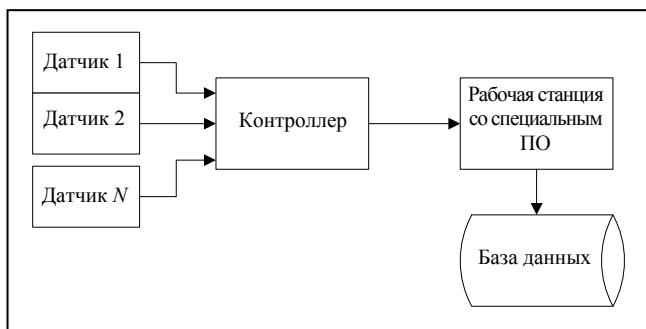 Датчик 1
Датчик 2
Датчик N
Контроллер
Рабочая станция
со специальным
ПО
База данных